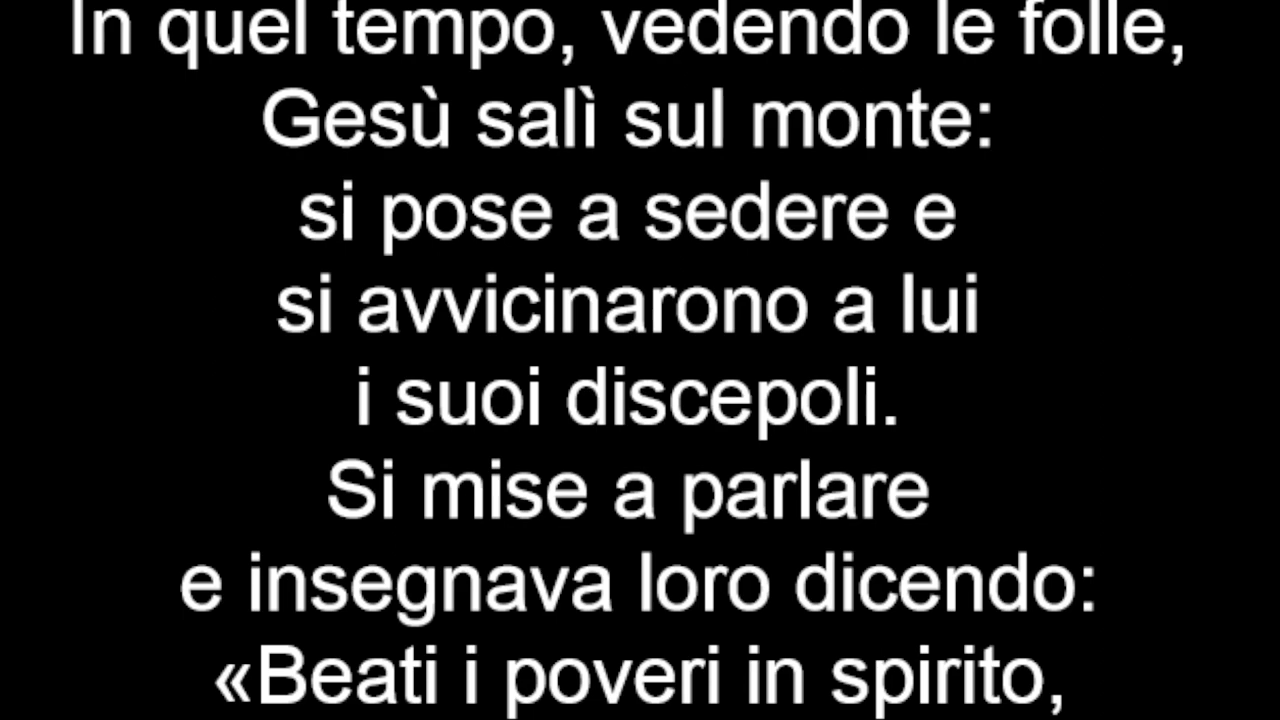 In quel tempo, vedendo le folle,
Gesù salì sul monte:
si pose a sedere e
si avvicinarono a lui
i suoi discepoli.
Si mise a parlare
e insegnava loro dicendo:
«Beati i poveri in spirito,